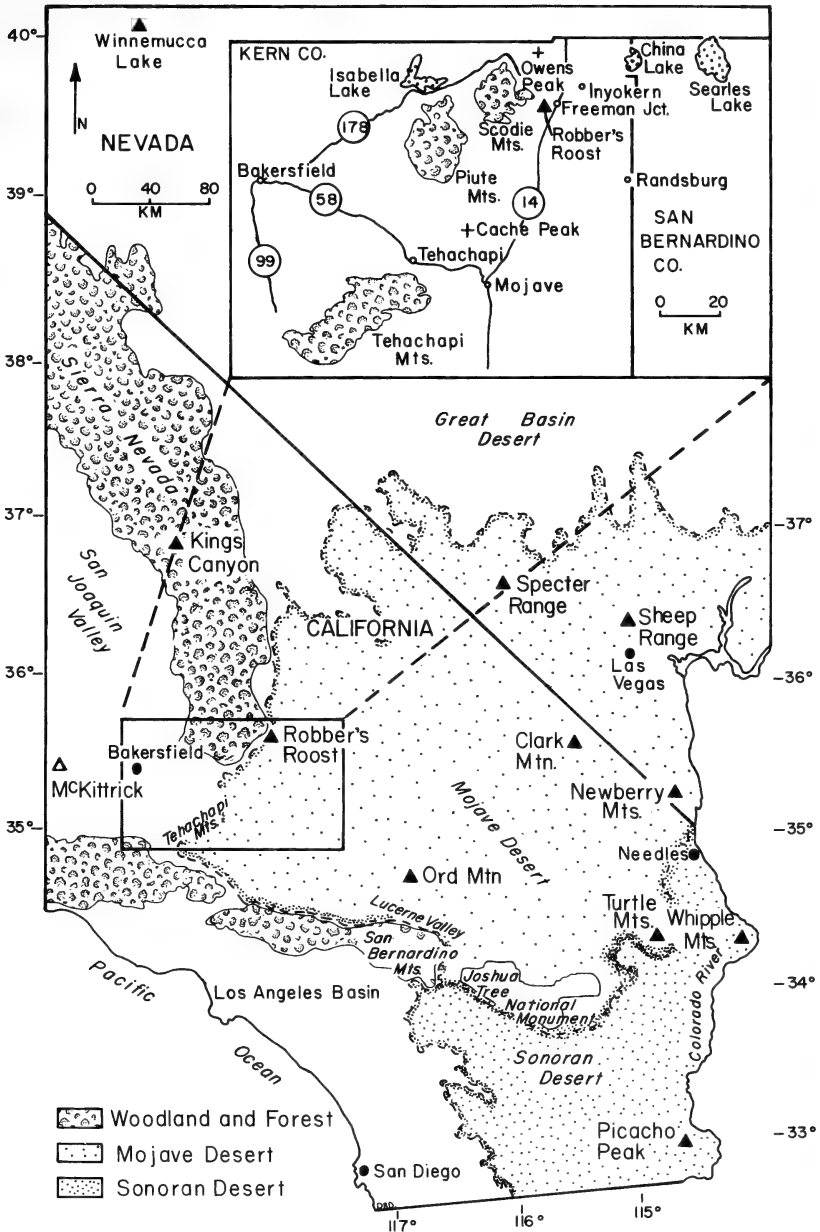 40°
Winnemucca
Lake
N
NEVADA
0 40 80
KM
39°
38°
37°
36°
35°
KERN CO.
Isabella
Lake
Owens
Peak
China
Lake
Searles
Lake
Inyokern
Freeman Jct.
Scodie
Mts.
Robber's
Roost
178
Bakersfield
Piute
Mts.
58
14
Randsburg
99
Cache Peak
Tehachapi
Mojave
SAN
BERNARDINO
CO.
0 20
KM
Tehachapi
Mts.
Sierra
Nevada
Great Basin
Desert
Kings
Canyon
San
Joaquin
Valley
CALIFORNIA
Specter
Range
Sheep
Range
Las
Vegas
-37°
-36°
-35°
-34°
-33°
Bakersfield
Robber's
Roost
McKittrick
Tehachapi
Mts.
Clark
Mtn.
Mojave Desert
Newberry
Mts.
Needles
Ord Mtn
Lucerne Valley
San
Bernardino
Mts.
Turtle
Mts.
Whipple
Mts.
Joshua
Tree
National
Monument
Colorado River
Pacific
Ocean
Los Angeles Basin
Sonoran
Desert
Picacho
Peak
Woodland and Forest
Mojave Desert
Sonoran Desert
San Diego
117°
116°
115°